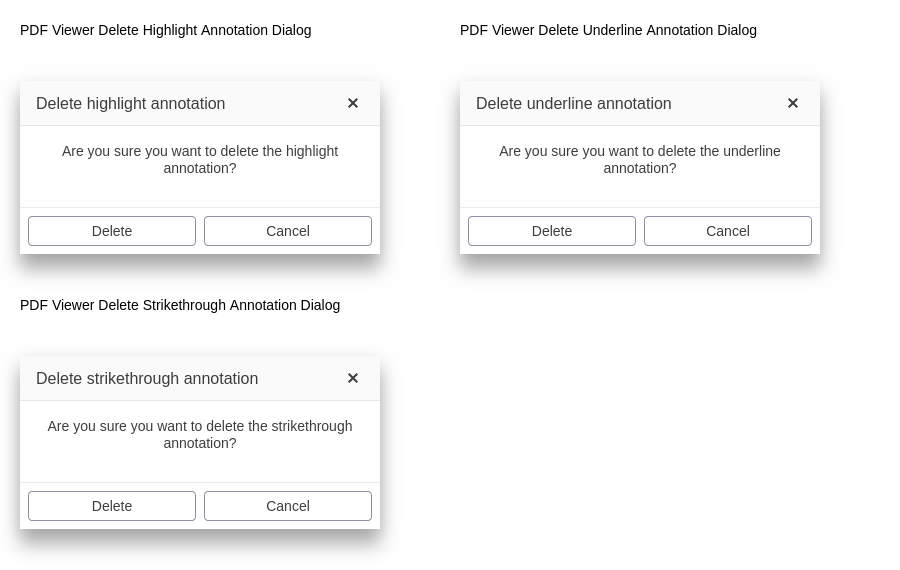 PDF Viewer Delete Highlight Annotation Dialog
Delete highlight annotation ✕
Are you sure you want to delete the highlight
annotation?
Delete
Cancel
PDF Viewer Delete Underline Annotation Dialog
Delete underline annotation ✕
Are you sure you want to delete the underline
annotation?
Delete
Cancel
PDF Viewer Delete Strikethrough Annotation Dialog
Delete strikethrough annotation ✕
Are you sure you want to delete the strikethrough
annotation?
Delete
Cancel